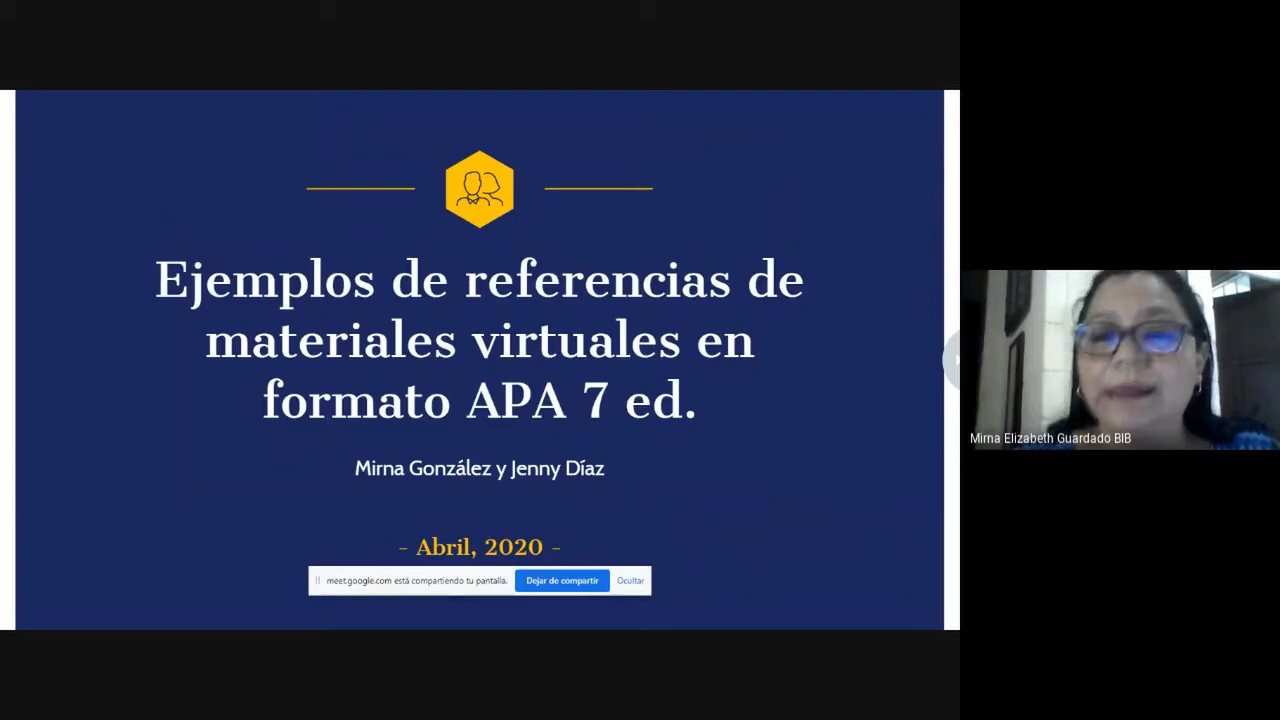 Ejemplos de referencias de
materiales virtuales en
formato APA 7 ed.
Mirna González y Jenny Díaz
- Abril, 2020 -
meet.google.com está compartiendo tu pantalla.
Dejar de compartir
Ocultar
Mirna Elizabeth Guardado BIB